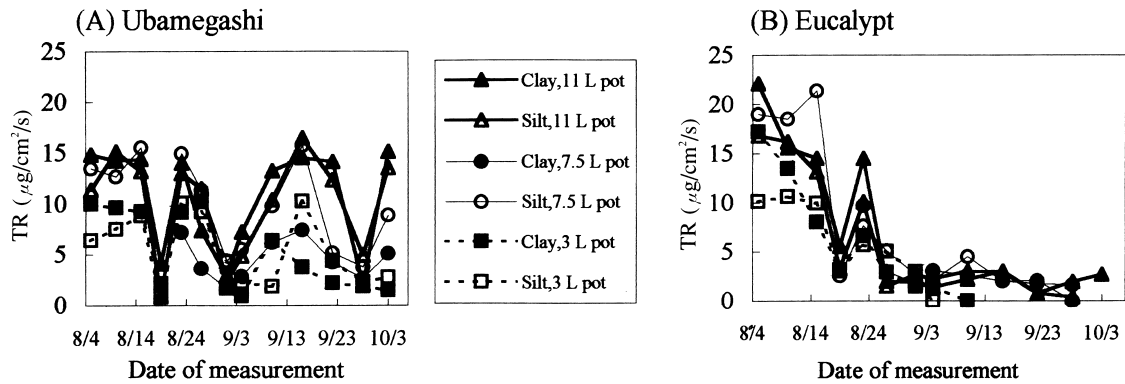 (A) Ubamegashi
25
20
15
10
5
0
TR ( μg/cm²/s)
8/4 8/14 8/24 9/3 9/13 9/23 10/3
Date of measurement
Clay,11 L pot
Silt,11 L pot
Clay,7.5 L pot
Silt,7.5 L pot
Clay,3 L pot
Silt,3 L pot
(B) Eucalypt
25
20
15
10
5
0
TR ( μg/cm²/s)
8/4 8/14 8/24 9/3 9/13 9/23 10/3
Date of measurement